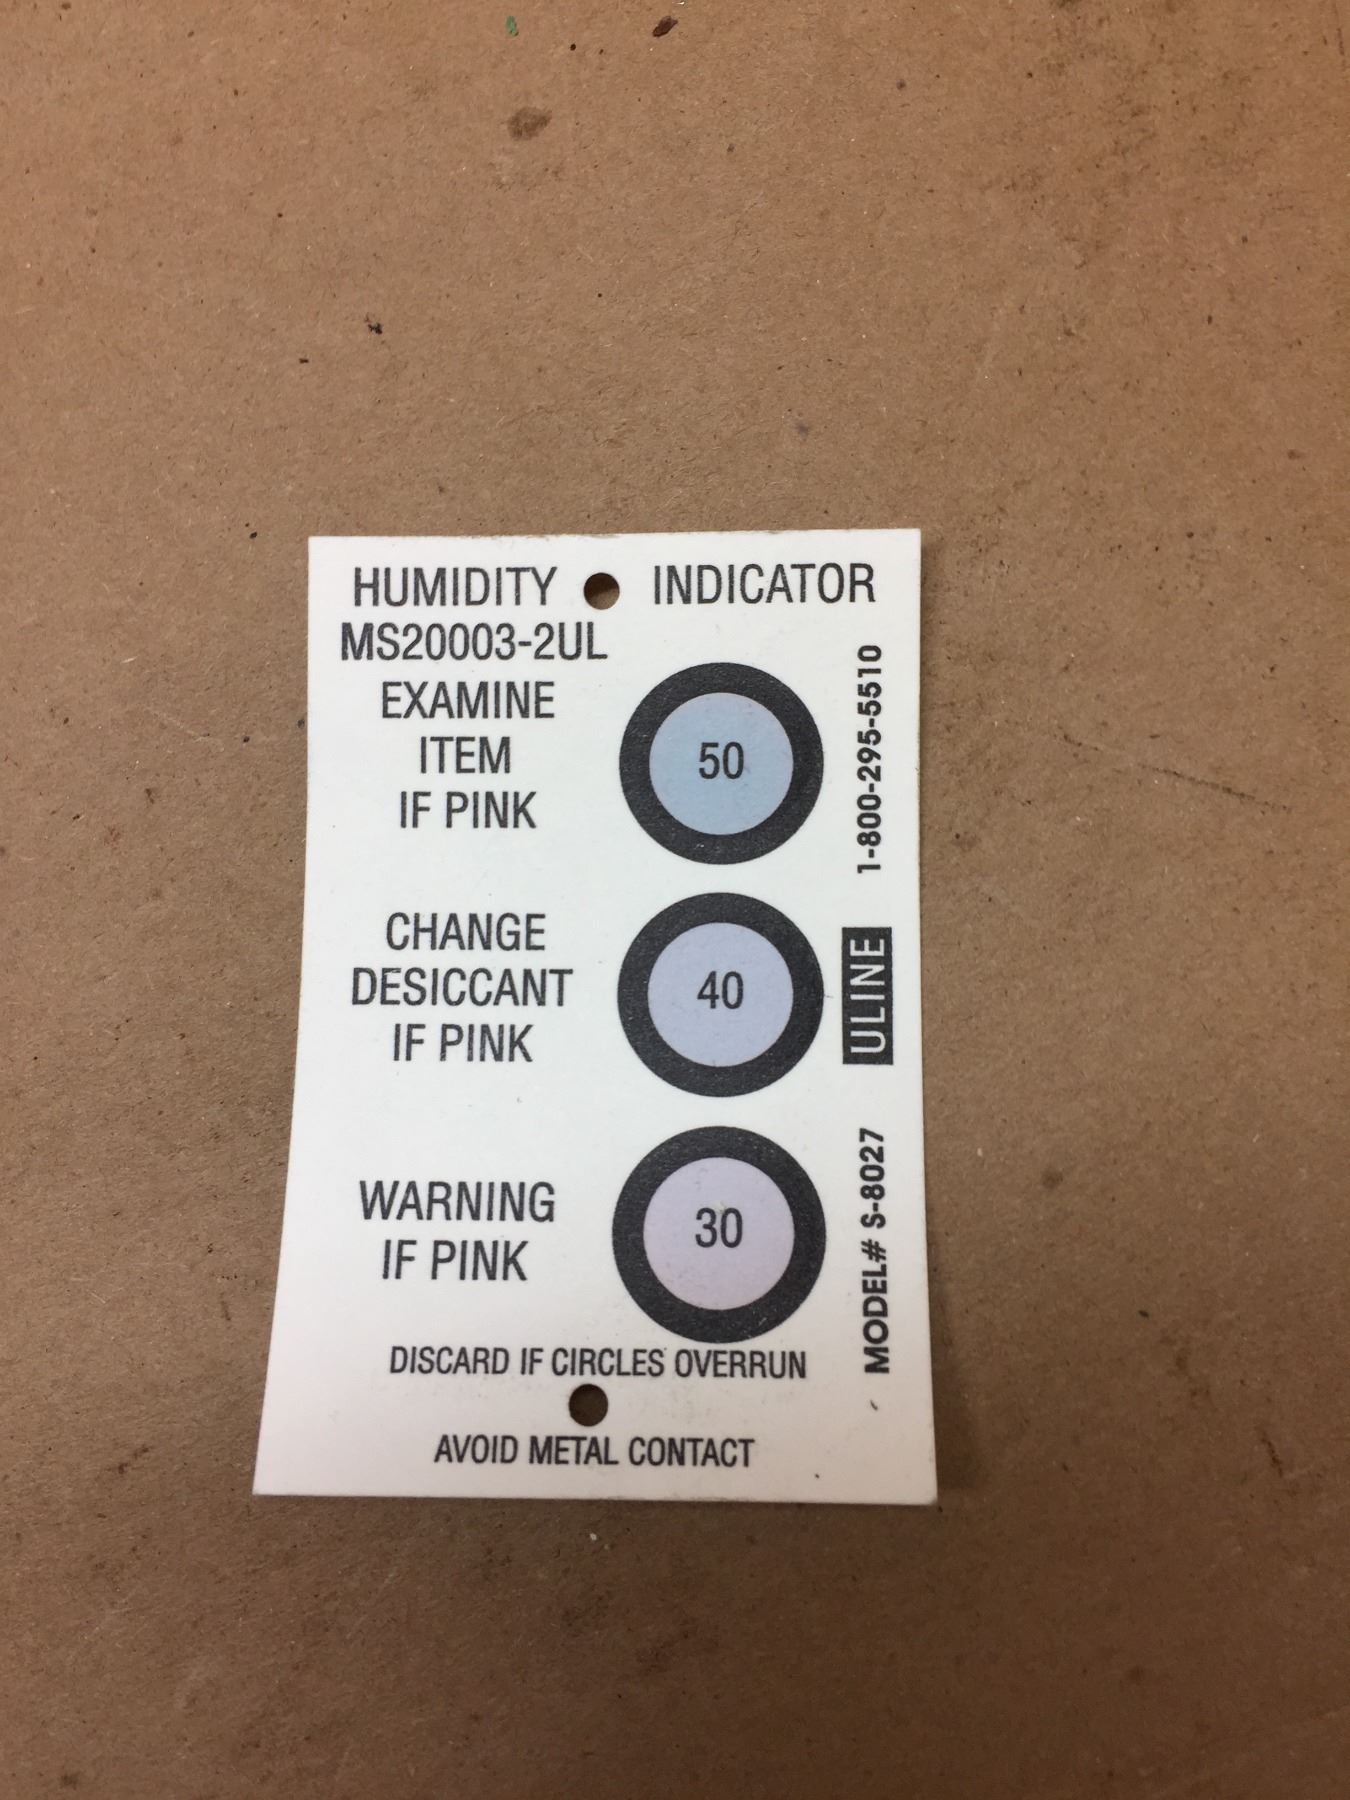 HUMIDITY INDICATOR
MS20003-2UL
EXAMINE
ITEM
IF PINK
50
CHANGE
DESICCANT
IF PINK
40
WARNING
IF PINK
30
DISCARD IF CIRCLES OVERRUN
AVOID METAL CONTACT
MODEL# S-8027
ULINE
1-800-295-5510